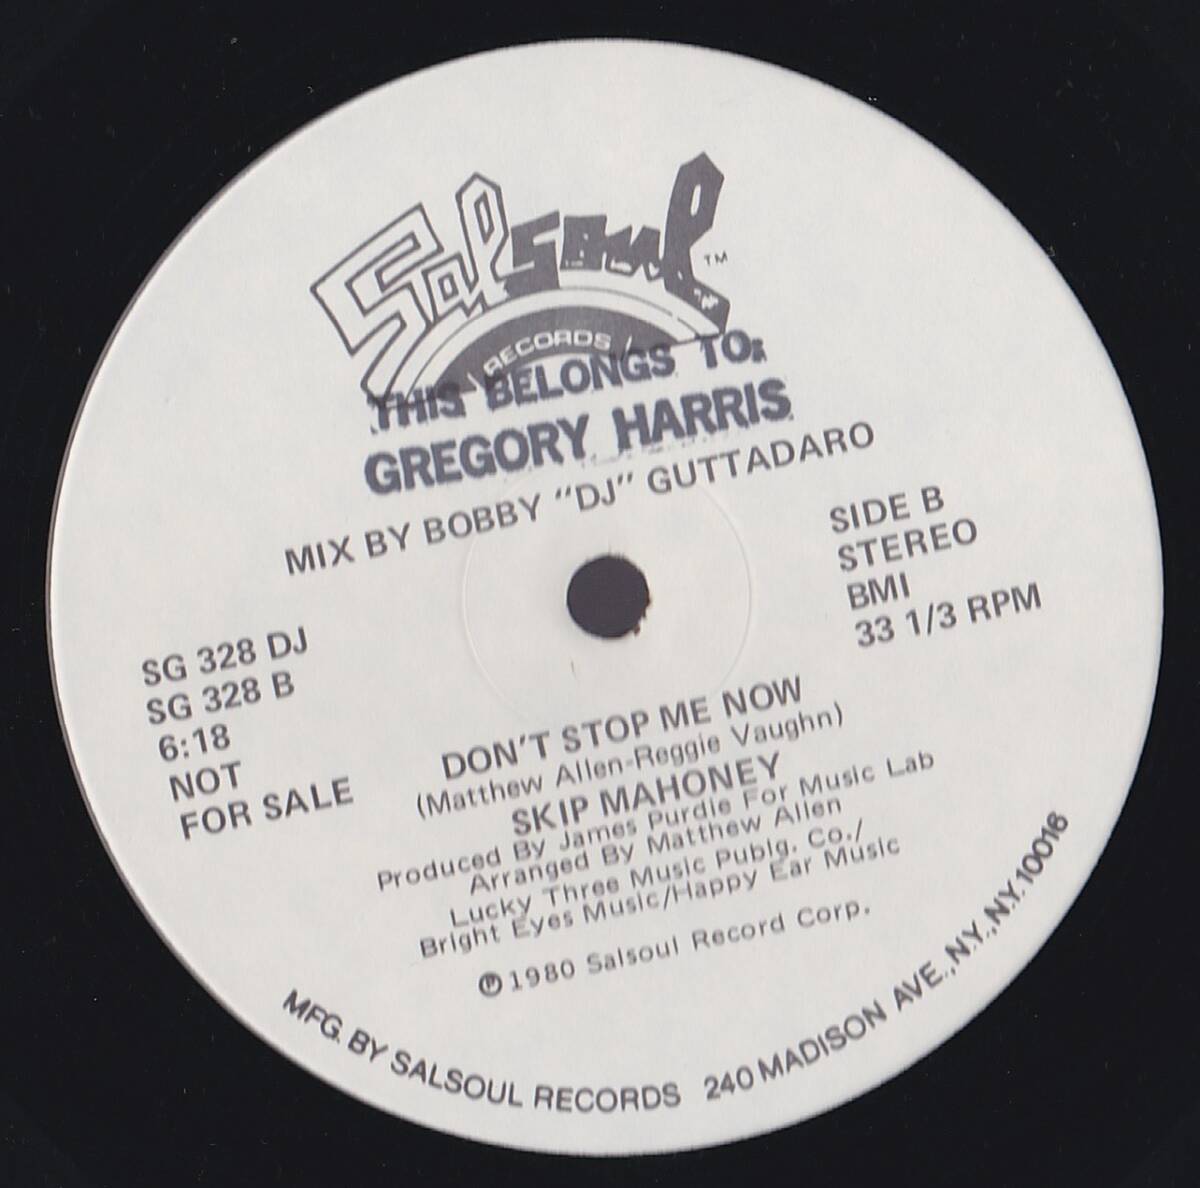 Salsoul ™
RECORDS
THIS BELONGS TO:
GREGORY HARRIS
MIX BY BOBBY "DJ" GUTTADARO
SIDE B
STEREO
BMI
33 1/3 RPM
SG 328 DJ
SG 328 B
6:18
NOT
FOR SALE
DON'T STOP ME NOW
(Matthew Allen-Reggie Vaughn)
SKIP MAHONEY
Produced By James Purdie For Music Lab
Arranged By Matthew Allen
Lucky Three Music Publg. Co./
Bright Eyes Music/Happy Ear Music
℗ 1980 Salsoul Record Corp.
MFG. BY SALSOUL RECORDS 240 MADISON AVE., N.Y., N.Y. 10016